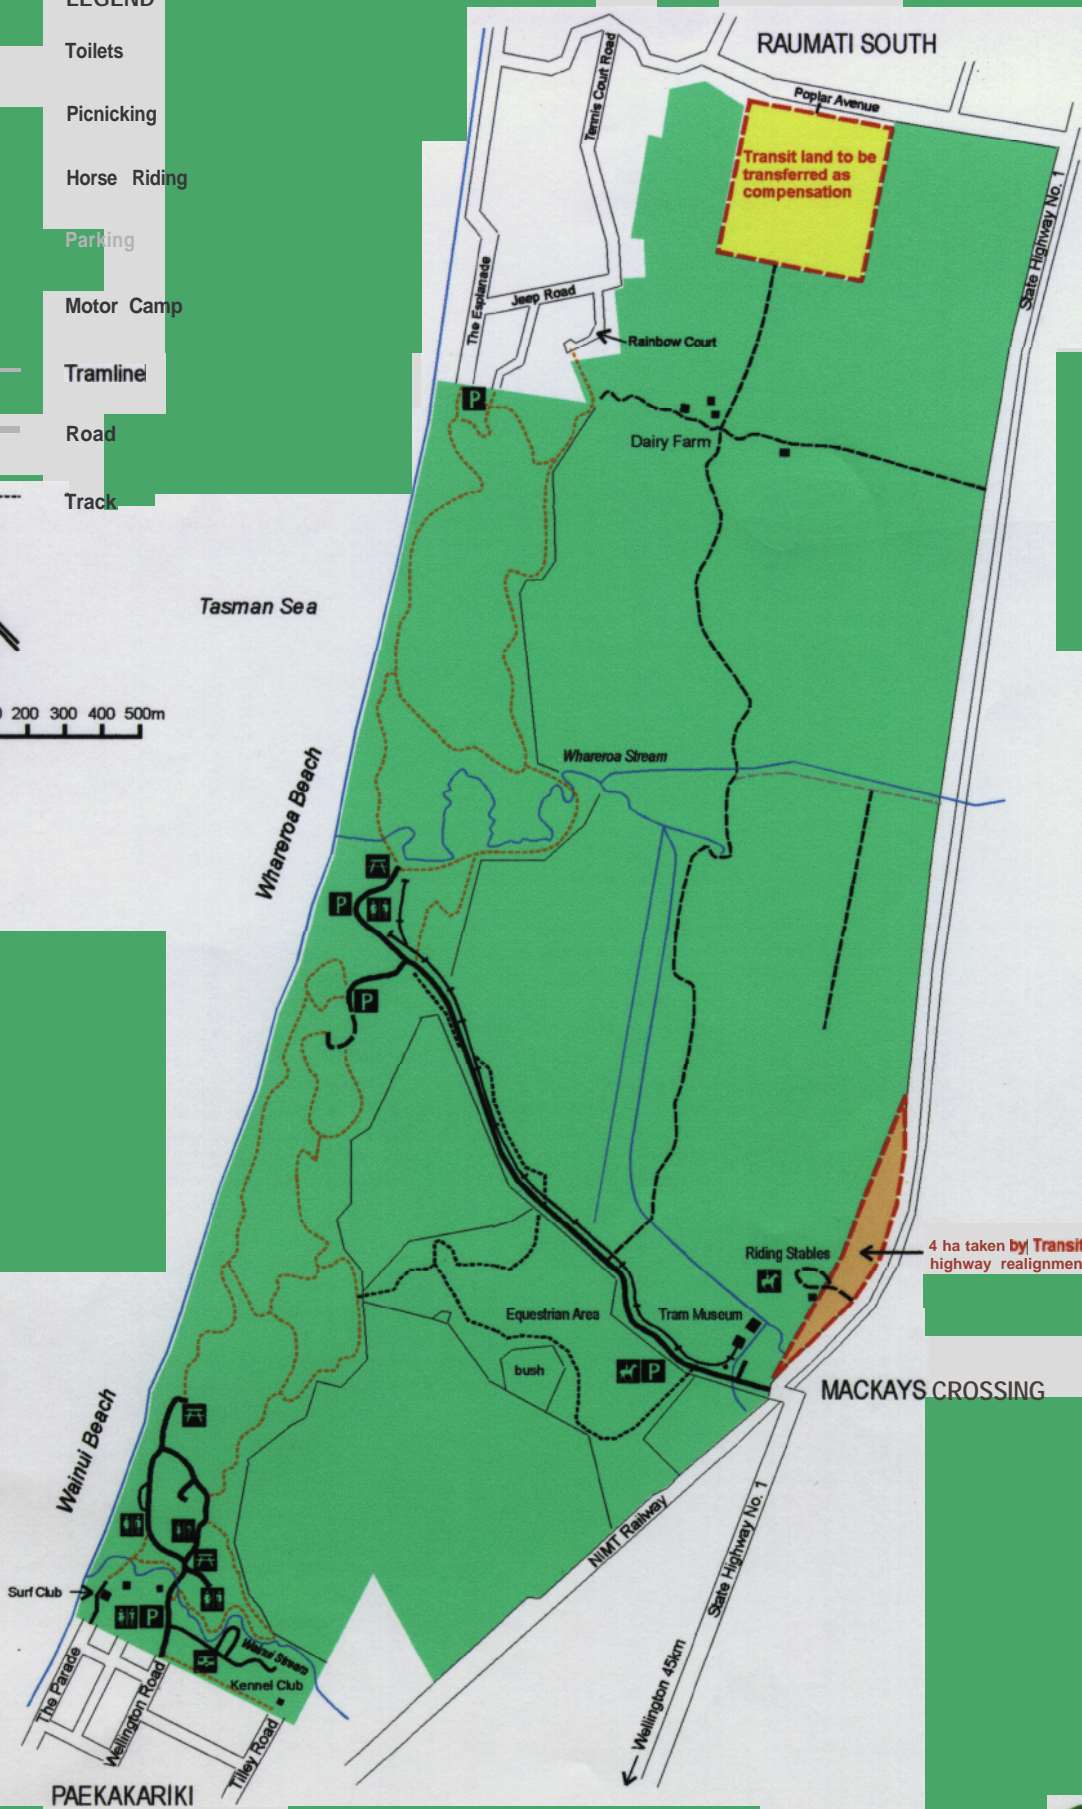 LEGEND
Toilets
Picnicking
Horse Riding
Parking
Motor Camp
Tramline
Road
Track
200 300 400 500m
RAUMATI SOUTH
Poplar Avenue
Tennis Court Road
Transit land to be
transferred as
compensation
State Highway No. 1
The Esplanade
Jeep Road
Rainbow Court
P
Dairy Farm
Tasman Sea
Whareroa Beach
Whareroa Stream
P
P
Riding Stables
4 ha taken by Transit
highway realignmen
Equestrian Area
Tram Museum
bush
P
MACKAYS CROSSING
Wainui Beach
NIMT Railway
State Highway No. 1
Surf Club
P
Wainui Stream
Kennel Club
The Parade
Wellington Road
Tilley Road
Wellington 45km
PAEKAKARIKI